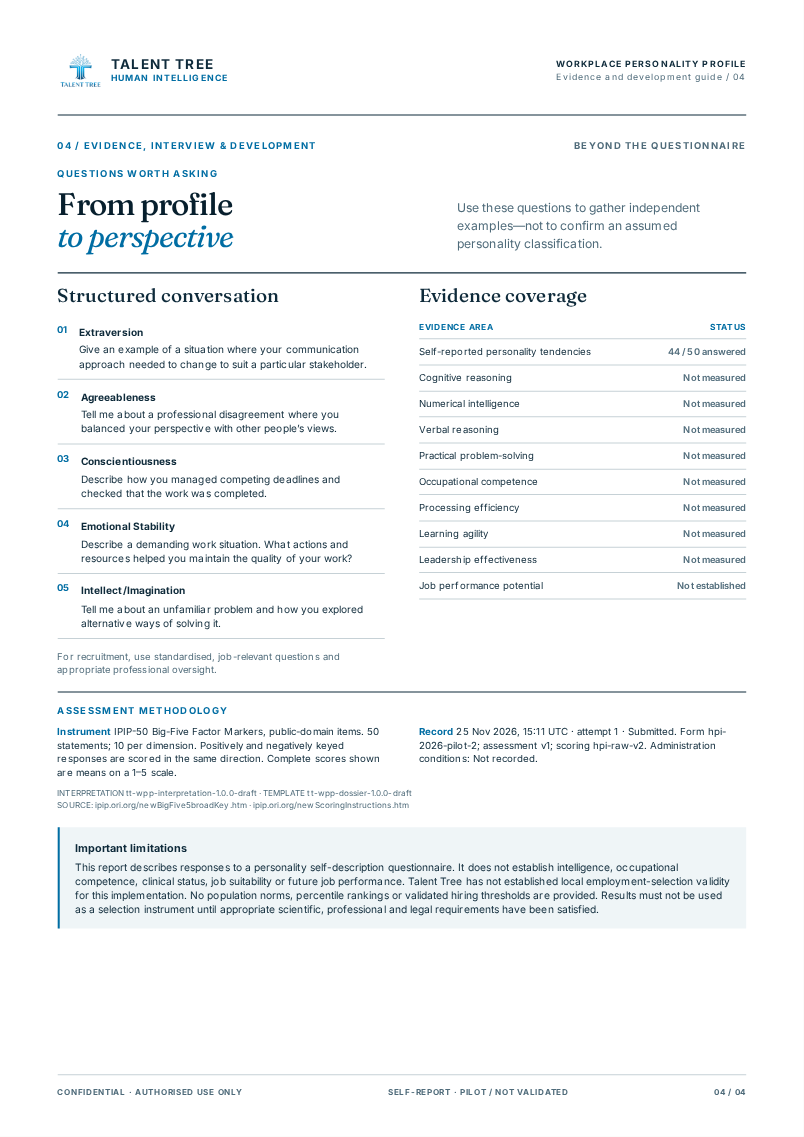 TALENT TREE
TALENT TREE
HUMAN INTELLIGENCE
WORKPLACE PERSONALITY PROFILE
Evidence and development guide / 04
04 / EVIDENCE, INTERVIEW & DEVELOPMENT
BEYOND THE QUESTIONNAIRE
QUESTIONS WORTH ASKING
From profile
to perspective
Use these questions to gather independent
examples—not to confirm an assumed
personality classification.
Structured conversation
01 Extraversion
Give an example of a situation where your communication
approach needed to change to suit a particular stakeholder.
02 Agreeableness
Tell me about a professional disagreement where you
balanced your perspective with other people's views.
03 Conscientiousness
Describe how you managed competing deadlines and
checked that the work was completed.
04 Emotional Stability
Describe a demanding work situation. What actions and
resources helped you maintain the quality of your work?
05 Intellect/Imagination
Tell me about an unfamiliar problem and how you explored
alternative ways of solving it.
For recruitment, use standardised, job-relevant questions and
appropriate professional oversight.
Evidence coverage
EVIDENCE AREA STATUS
Self-reported personality tendencies 44 / 50 answered
Cognitive reasoning Not measured
Numerical intelligence Not measured
Verbal reasoning Not measured
Practical problem-solving Not measured
Occupational competence Not measured
Processing efficiency Not measured
Learning agility Not measured
Leadership effectiveness Not measured
Job performance potential Not established
ASSESSMENT METHODOLOGY
Instrument IPIP-50 Big-Five Factor Markers, public-domain items. 50
statements; 10 per dimension. Positively and negatively keyed
responses are scored in the same direction. Complete scores shown
are means on a 1–5 scale.
Record 25 Nov 2026, 15:11 UTC · attempt 1 · Submitted. Form hpi-
2026-pilot-2; assessment v1; scoring hpi-raw-v2. Administration
conditions: Not recorded.
INTERPRETATION tt-wpp-interpretation-1.0.0-draft · TEMPLATE tt-wpp-dossier-1.0.0-draft
SOURCE: ipip.ori.org/newBigFive5broadKey.htm · ipip.ori.org/newScoringInstructions.htm
Important limitations
This report describes responses to a personality self-description questionnaire. It does not establish intelligence, occupational
competence, clinical status, job suitability or future job performance. Talent Tree has not established local employment-selection validity
for this implementation. No population norms, percentile rankings or validated hiring thresholds are provided. Results must not be used
as a selection instrument until appropriate scientific, professional and legal requirements have been satisfied.
CONFIDENTIAL · AUTHORISED USE ONLY
SELF-REPORT · PILOT / NOT VALIDATED
04 / 04